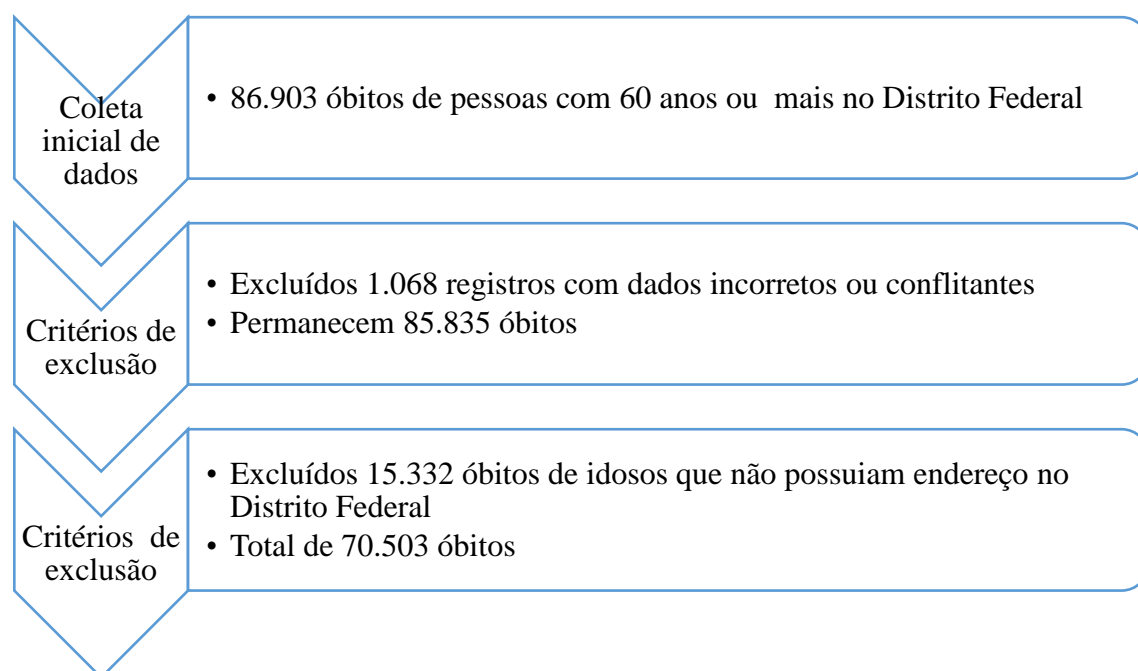 Coleta
inicial de
dados
• 86.903 óbitos de pessoas com 60 anos ou mais no Distrito Federal
Critérios de
exclusão
• Excluídos 1.068 registros com dados incorretos ou conflitantes
• Permanecem 85.835 óbitos
Critérios de
exclusão
• Excluídos 15.332 óbitos de idosos que não possuiam endereço no
Distrito Federal
• Total de 70.503 óbitos